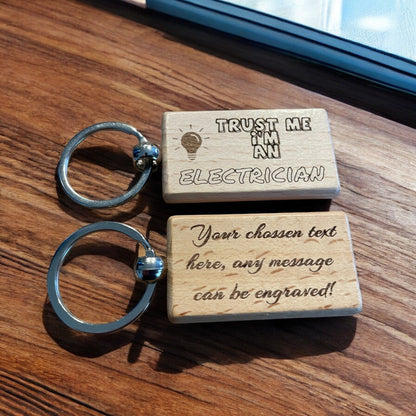 TRUST ME
i'M
AN
ELECTRICIAN
Your chossen text
here, any message
can be engraved!